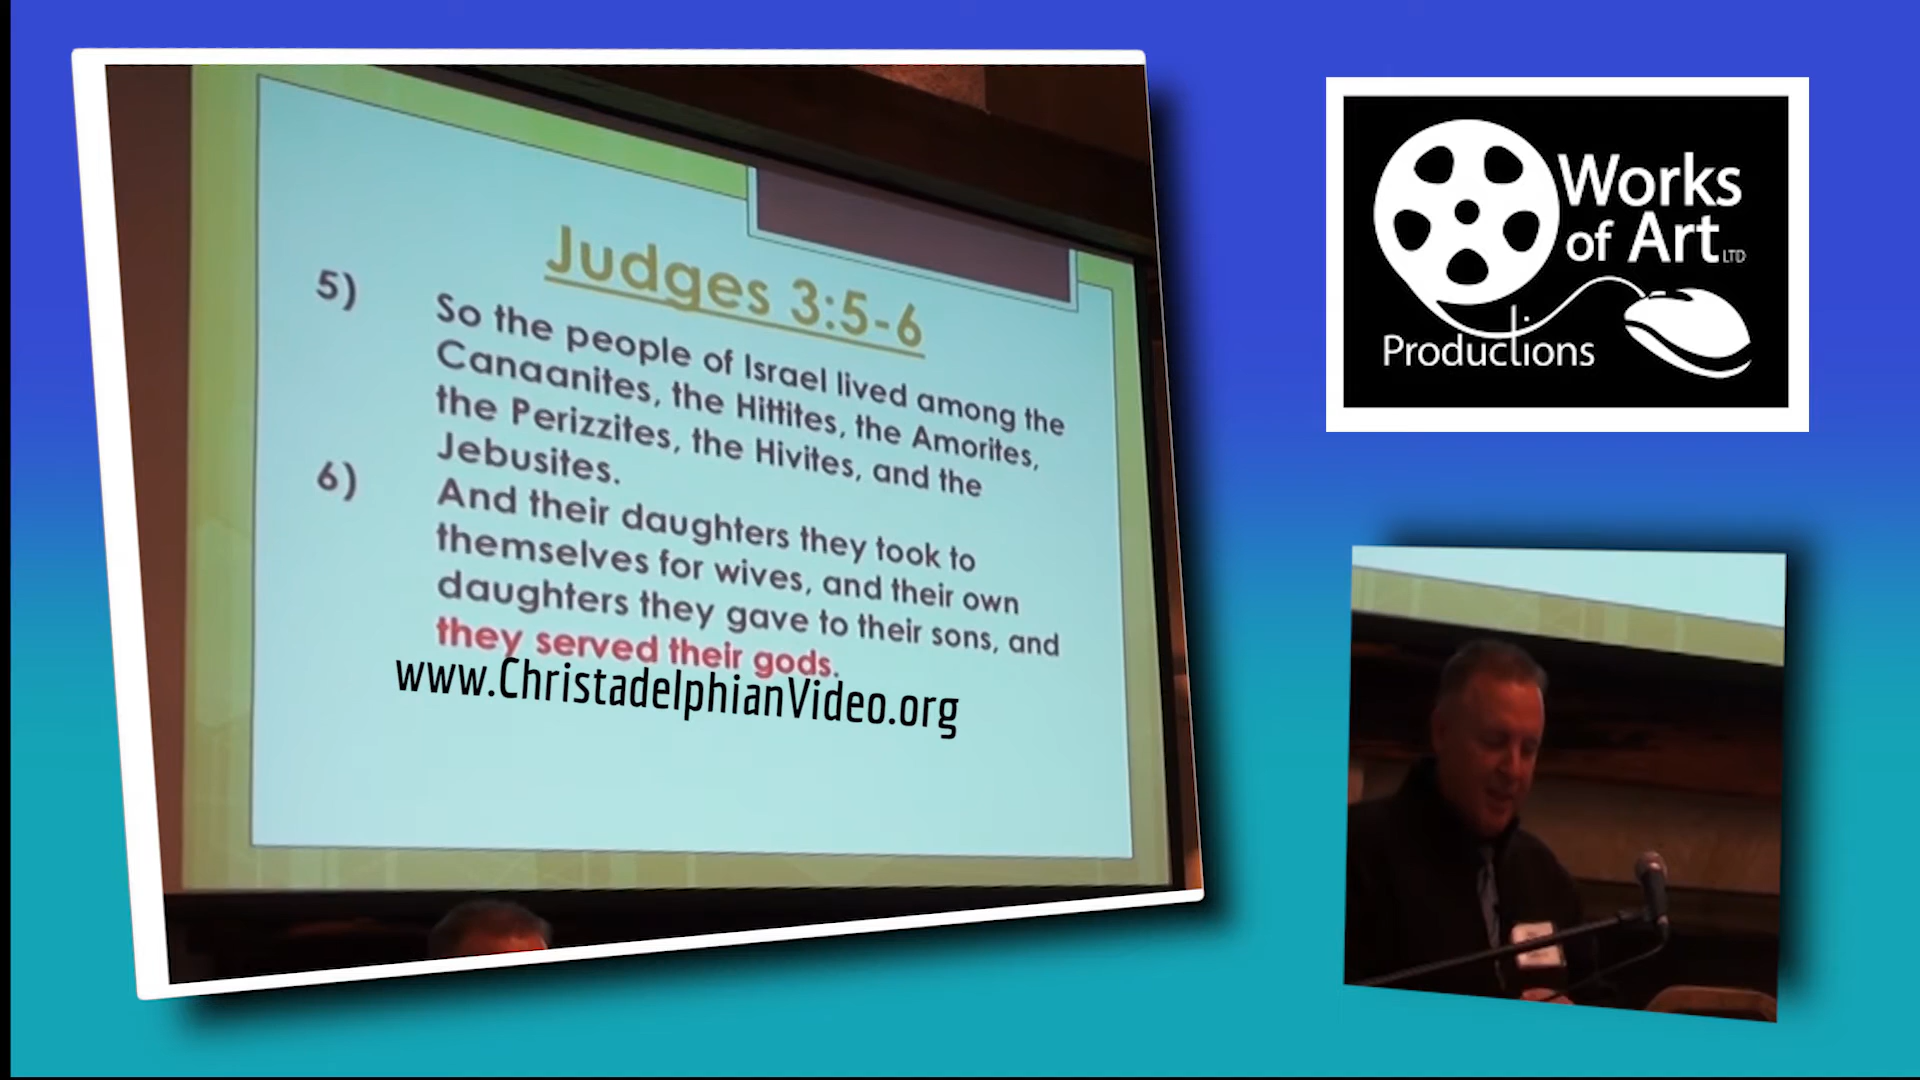 Judges 3:5-6
5) So the people of Israel lived among the
Canaanites, the Hittites, the Amorites,
the Perizzites, the Hivites, and the
Jebusites.
6) And their daughters they took to
themselves for wives, and their own
daughters they gave to their sons, and
they served their gods.
www.ChristadelphianVideo.org
Works
of Art LTD
Productions